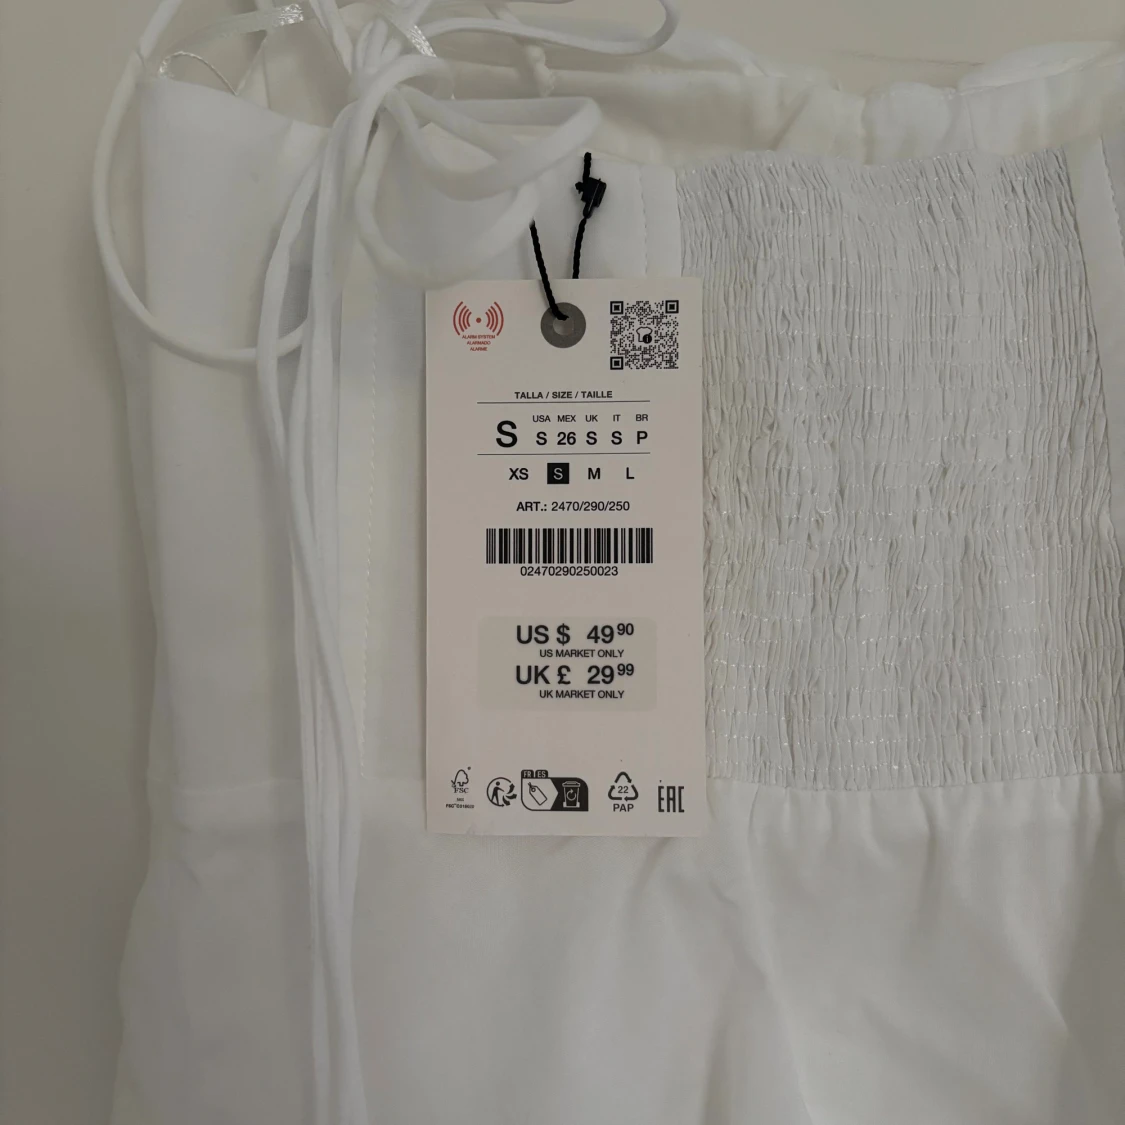 ALARM SYSTEM
ALARMADO
ALARME
TALLA / SIZE / TAILLE
USA MEX UK IT BR
S S 26 S S P
XS S M L
ART.: 2470/290/250
02470290250023
US $ 49 90
US MARKET ONLY
UK £ 29 99
UK MARKET ONLY
FR ES
FSC
22
PAP
EAC